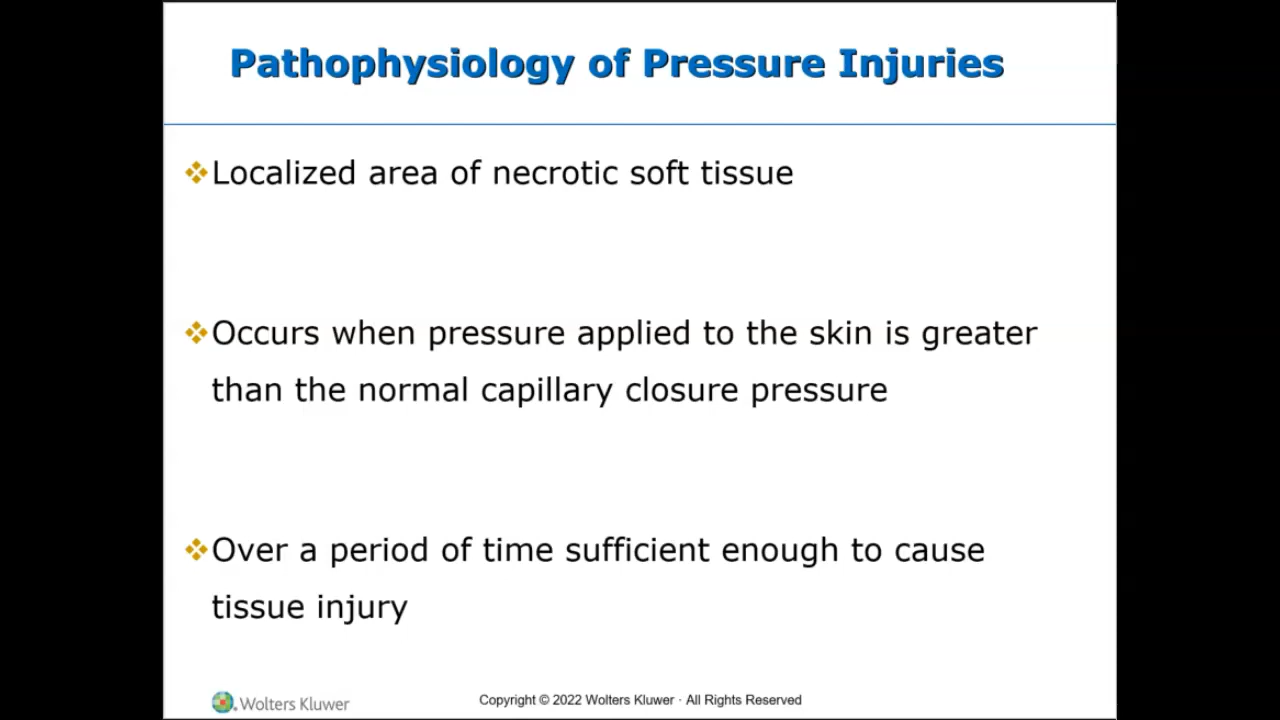 Pathophysiology of Pressure Injuries
Localized area of necrotic soft tissue
Occurs when pressure applied to the skin is greater
than the normal capillary closure pressure
Over a period of time sufficient enough to cause
tissue injury
Wolters Kluwer
Copyright © 2022 Wolters Kluwer · All Rights Reserved